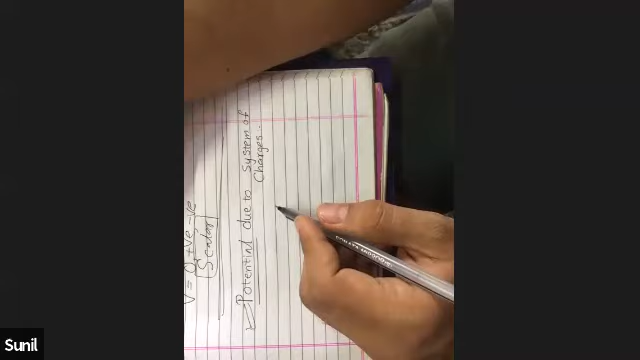 V = 0, +ve, -ve
Scalar
Potential due to System of
Charges.
Sunil